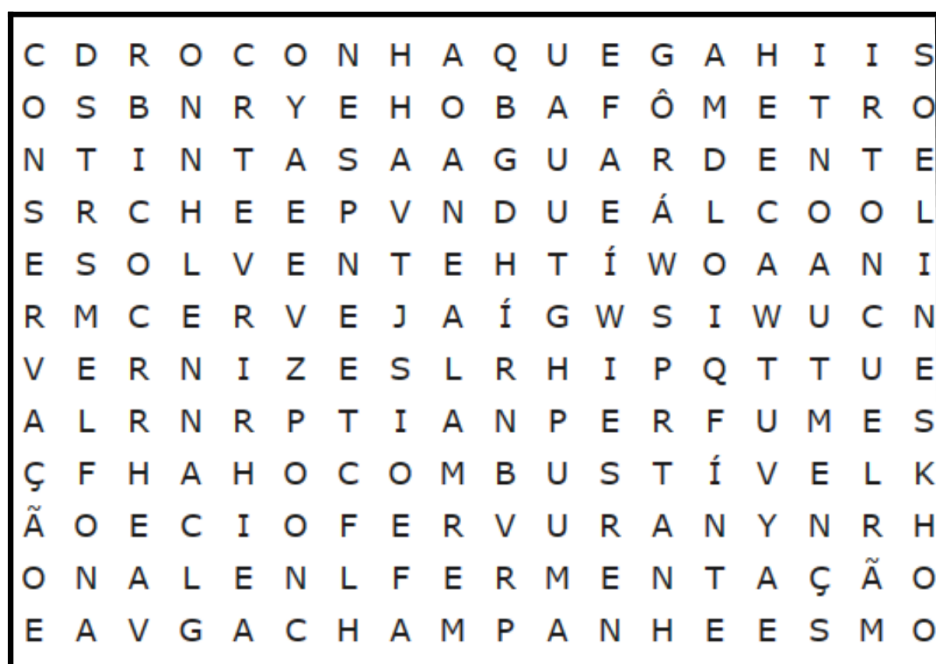 C D R O C O N H A Q U E G A H I I S
O S B N R Y E H O B A F Ô M E T R O
N T I N T A S A A G U A R D E N T E
S R C H E E P V N D U E Á L C O O L
E S O L V E N T E H T Í W O A A N I
R M C E R V E J A Í G W S I W U C N
V E R N I Z E S L R H I P Q T T U E
A L R N R P T I A N P E R F U M E S
Ç F H A H O C O M B U S T Í V E L K
Ã O E C I O F E R V U R A N Y N R H
O N A L E N L F E R M E N T A Ç Ã O
E A V G A C H A M P A N H E E S M O